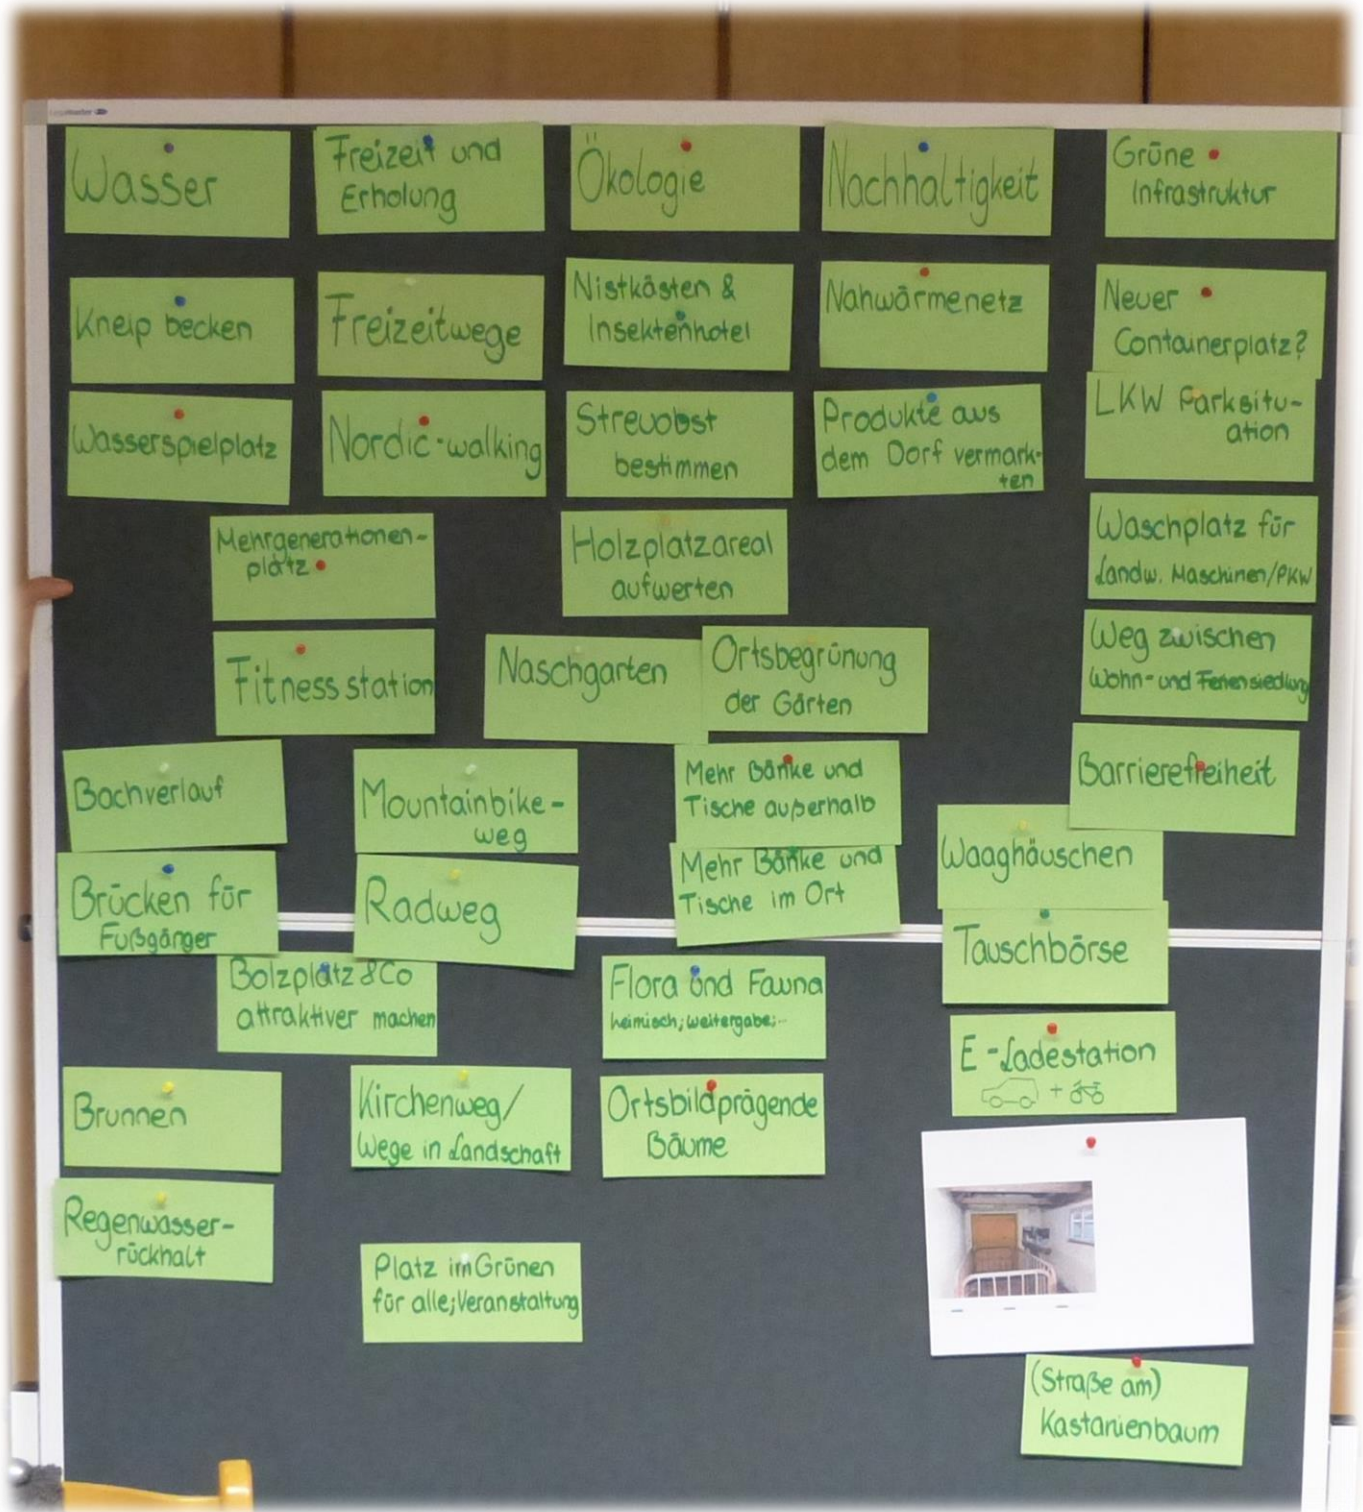 Wasser
Freizeit und
Erholung
Ökologie
Nachhaltigkeit
Grüne
Infrastruktur
Kneip becken
Freizeitwege
Nistkästen &
Insektenhotel
Nahwärmenetz
Neuer
Containerplatz?
Wasserspielplatz
Nordic-walking
Streuobst
bestimmen
Produkte aus
dem Dorf vermark-
ten
LKW Parksitu-
ation
Mehrgenerationen-
platz
Holzplatzareal
aufwerten
Waschplatz für
Landw. Maschinen/PKW
Fitness station
Naschgarten
Ortsbegrünung
der Gärten
Weg zwischen
Wohn- und Feriensiedlung
Bachverlauf
Mountainbike-
weg
Mehr Bänke und
Tische außerhalb
Barrierefreiheit
Brücken für
Fußgänger
Radweg
Mehr Bänke und
Tische im Ort
Waaghäuschen
Tauschbörse
Bolzplatz &Co
attraktiver machen
Flora und Fauna
heimisch; weitergabe;..
E-Ladestation
+
Brunnen
Kirchenweg/
Wege in Landschaft
Ortsbildprägende
Bäume
Regenwasser-
rückhalt
Platz im Grünen
für alle; Veranstaltung
(Straße am)
Kastanienbaum